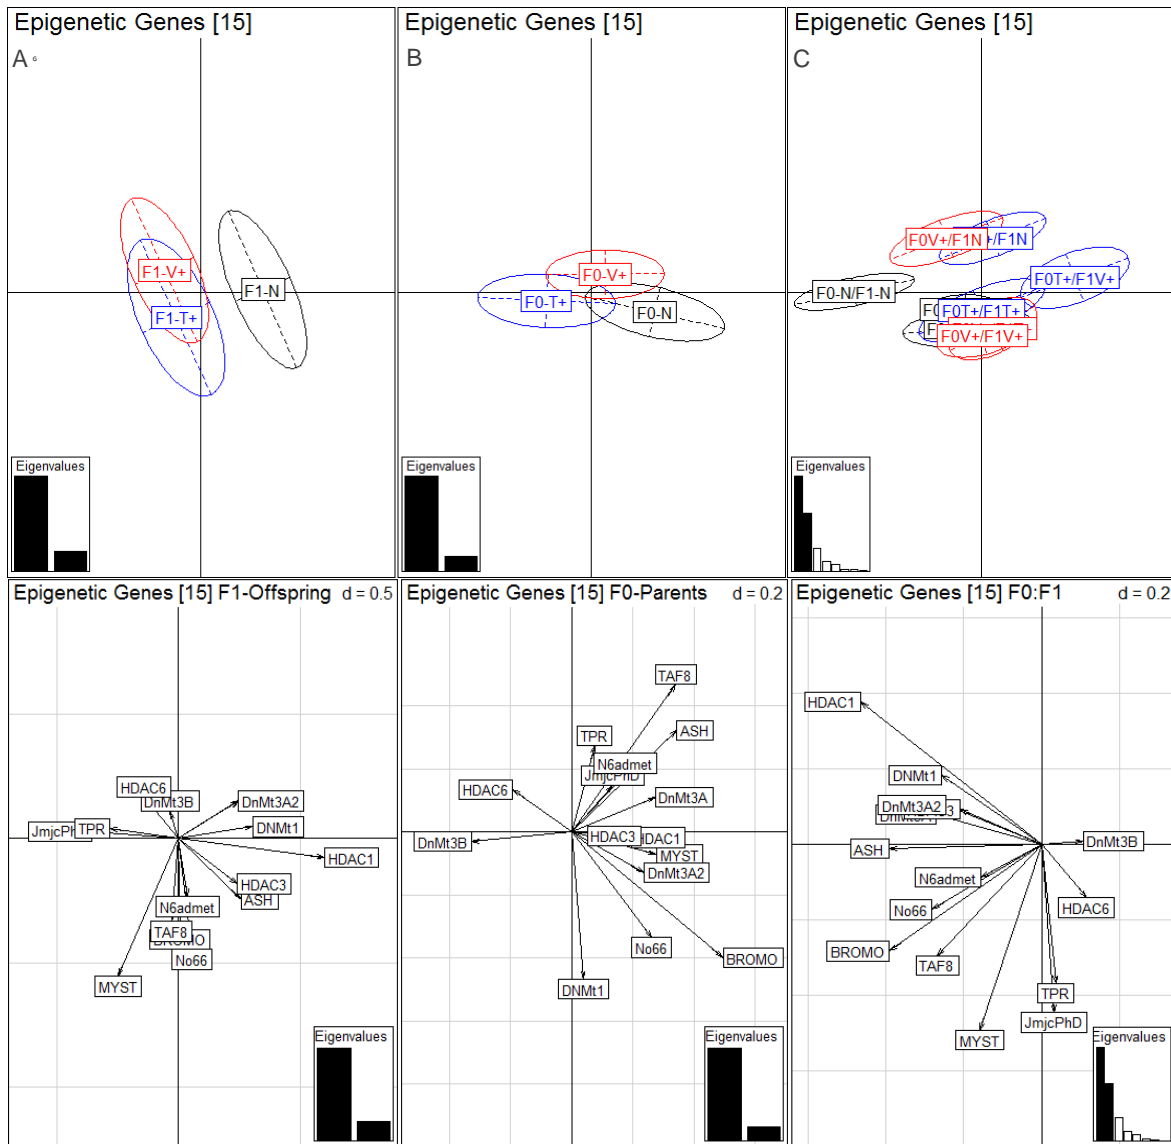 Epigenetic Genes [15]
A 6
F1-V+
F1-N
F1-T+
Eigenvalues
Epigenetic Genes [15]
B
F0-V+
F0-T+
F0-N
Eigenvalues
Epigenetic Genes [15]
C
F0V+/F1N
+/F1N
F0T+/F1V+
F0-N/F1-N
F0T+/F1T+
F0V+/F1V+
Eigenvalues
Epigenetic Genes [15] F1-Offspring d = 0.5
HDAC6
DnMt3B
DnMt3A2
JmjcPh
TPR
DNMt1
HDAC1
HDAC3
ASH
N6admet
TAF8
BROMO
No66
MYST
Eigenvalues
Epigenetic Genes [15] F0-Parents d = 0.2
TAF8
ASH
TPR
N6admet
JmjcPhD
HDAC6
DnMt3A
DnMt3B
HDAC3
HDAC1
MYST
DnMt3A2
No66
BROMO
DNMt1
Eigenvalues
Epigenetic Genes [15] F0:F1 d = 0.2
HDAC1
DNMt1
DnMt3A2
ASH
DnMt3B
N6admet
HDAC6
No66
BROMO
TAF8
TPR
JmjcPhD
MYST
Eigenvalues